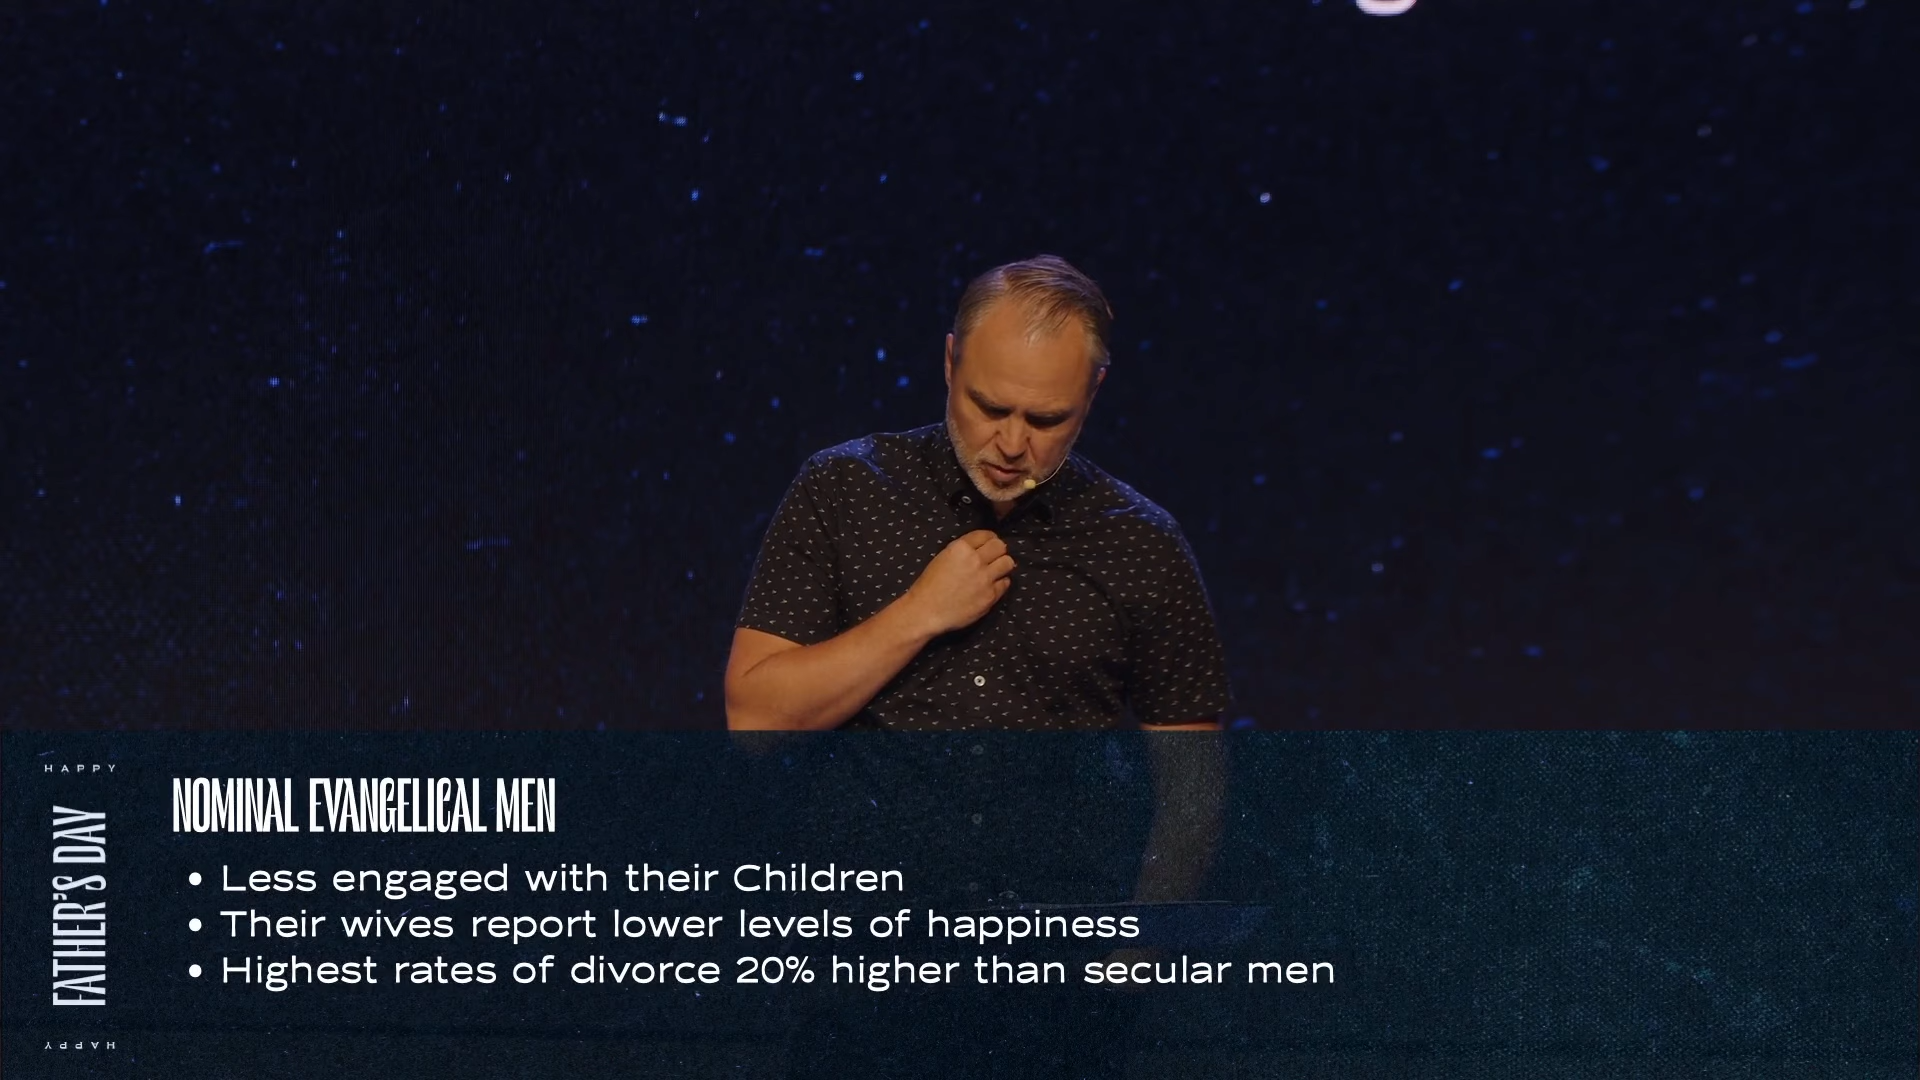 HAPPY
FATHER'S DAY
HAPPY
NOMINAL EVANGELICAL MEN
• Less engaged with their Children
• Their wives report lower levels of happiness
• Highest rates of divorce 20% higher than secular men